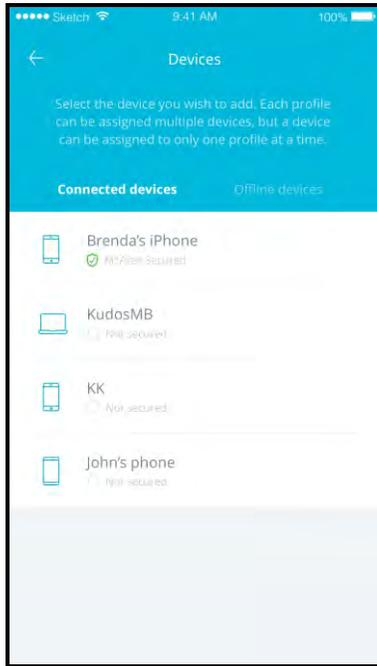 Sketch 9:41 AM 100%
Devices
Select the device you wish to add. Each profile
can be assigned multiple devices, but a device
can be assigned to only one profile at a time.
Connected devices Offline devices
Brenda's iPhone
McAfee Secured
KudosMB
Not secured
KK
Not secured
John's phone
Not secured